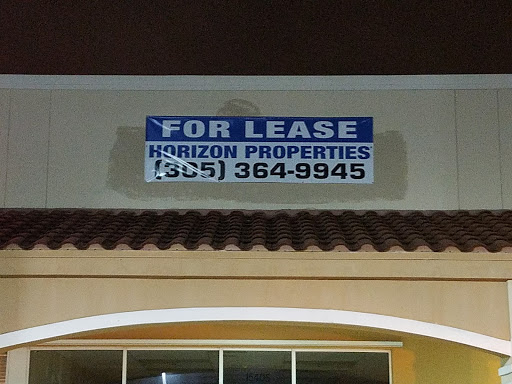 FOR LEASE
HORIZON PROPERTIES
(305) 364-9945